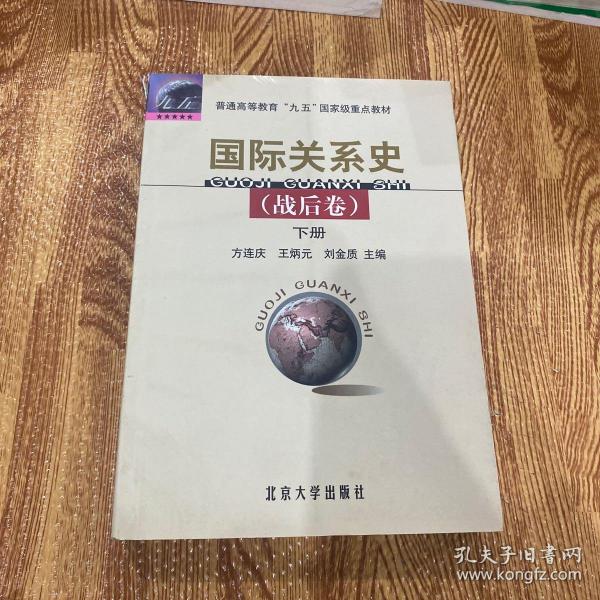 九五
★★★★★
普通高等教育“九五”国家级重点教材
国际关系史
GUOJI GUANXI SHI
（战后卷）
下册
方连庆 王炳元 刘金质 主编
GUOJI GUANXI SHI
北京大学出版社
孔夫子旧书网
www.kongfz.com